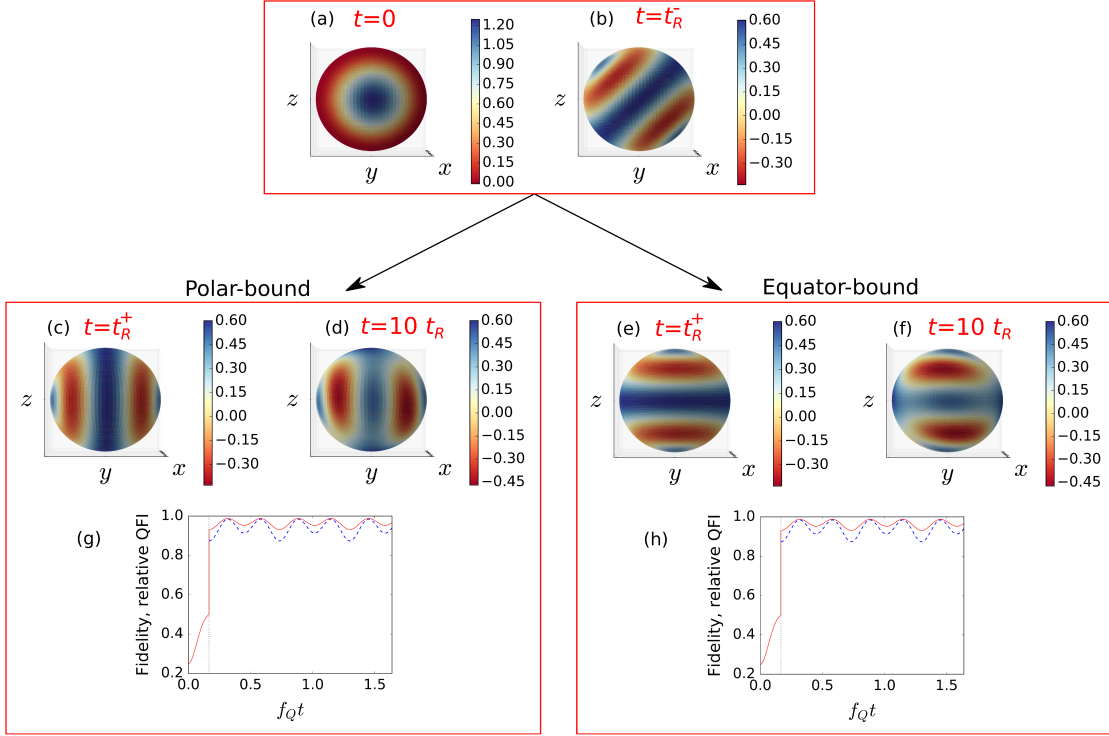 (a) t=0
1.20
1.05
0.90
0.75
0.60
0.45
0.30
0.15
0.00
z
y
x
(b) t=t_R^-
0.60
0.45
0.30
0.15
0.00
−0.15
−0.30
z
y
x
Polar-bound
(c) t=t_R^+
0.60
0.45
0.30
0.15
0.00
−0.15
−0.30
z
y
x
(d) t=10 t_R
0.60
0.45
0.30
0.15
0.00
−0.15
−0.30
−0.45
z
y
x
(g)
Fidelity, relative QFI
1.0
0.8
0.6
0.4
0.2
0.0 0.5 1.0 1.5
f_Q t
Equator-bound
(e) t=t_R^+
0.60
0.45
0.30
0.15
0.00
−0.15
−0.30
z
y
x
(f) t=10 t_R
0.60
0.45
0.30
0.15
0.00
−0.15
−0.30
−0.45
z
y
x
(h)
Fidelity, relative QFI
1.0
0.8
0.6
0.4
0.2
0.0 0.5 1.0 1.5
f_Q t